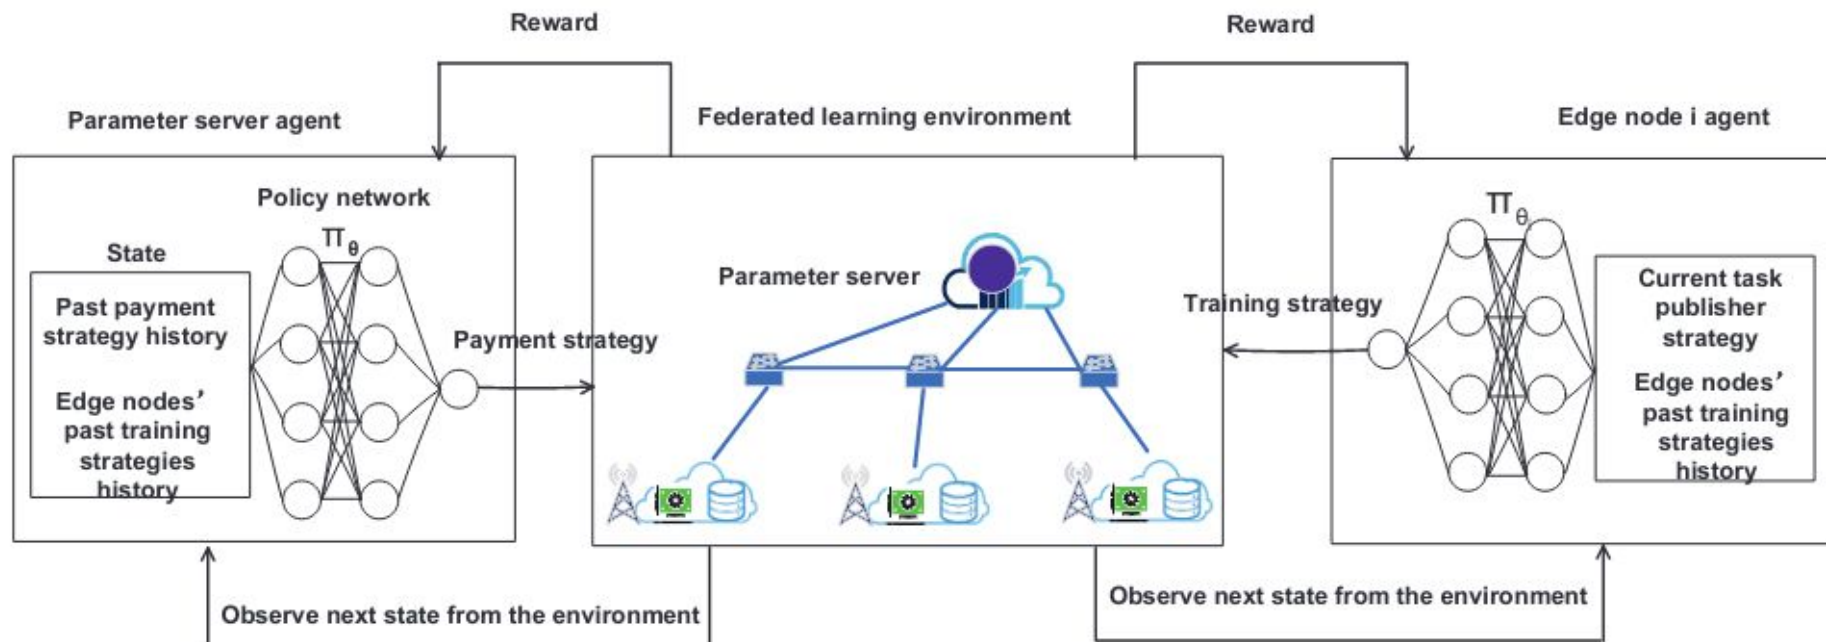 Reward
Reward
Parameter server agent
Federated learning environment
Edge node i agent
Policy network
π θ
State
Past payment
strategy history
Edge nodes’
past training
strategies
history
Payment strategy
Parameter server
Training strategy
π θ
Current task
publisher
strategy
Edge nodes’
past training
strategies
history
Observe next state from the environment
Observe next state from the environment